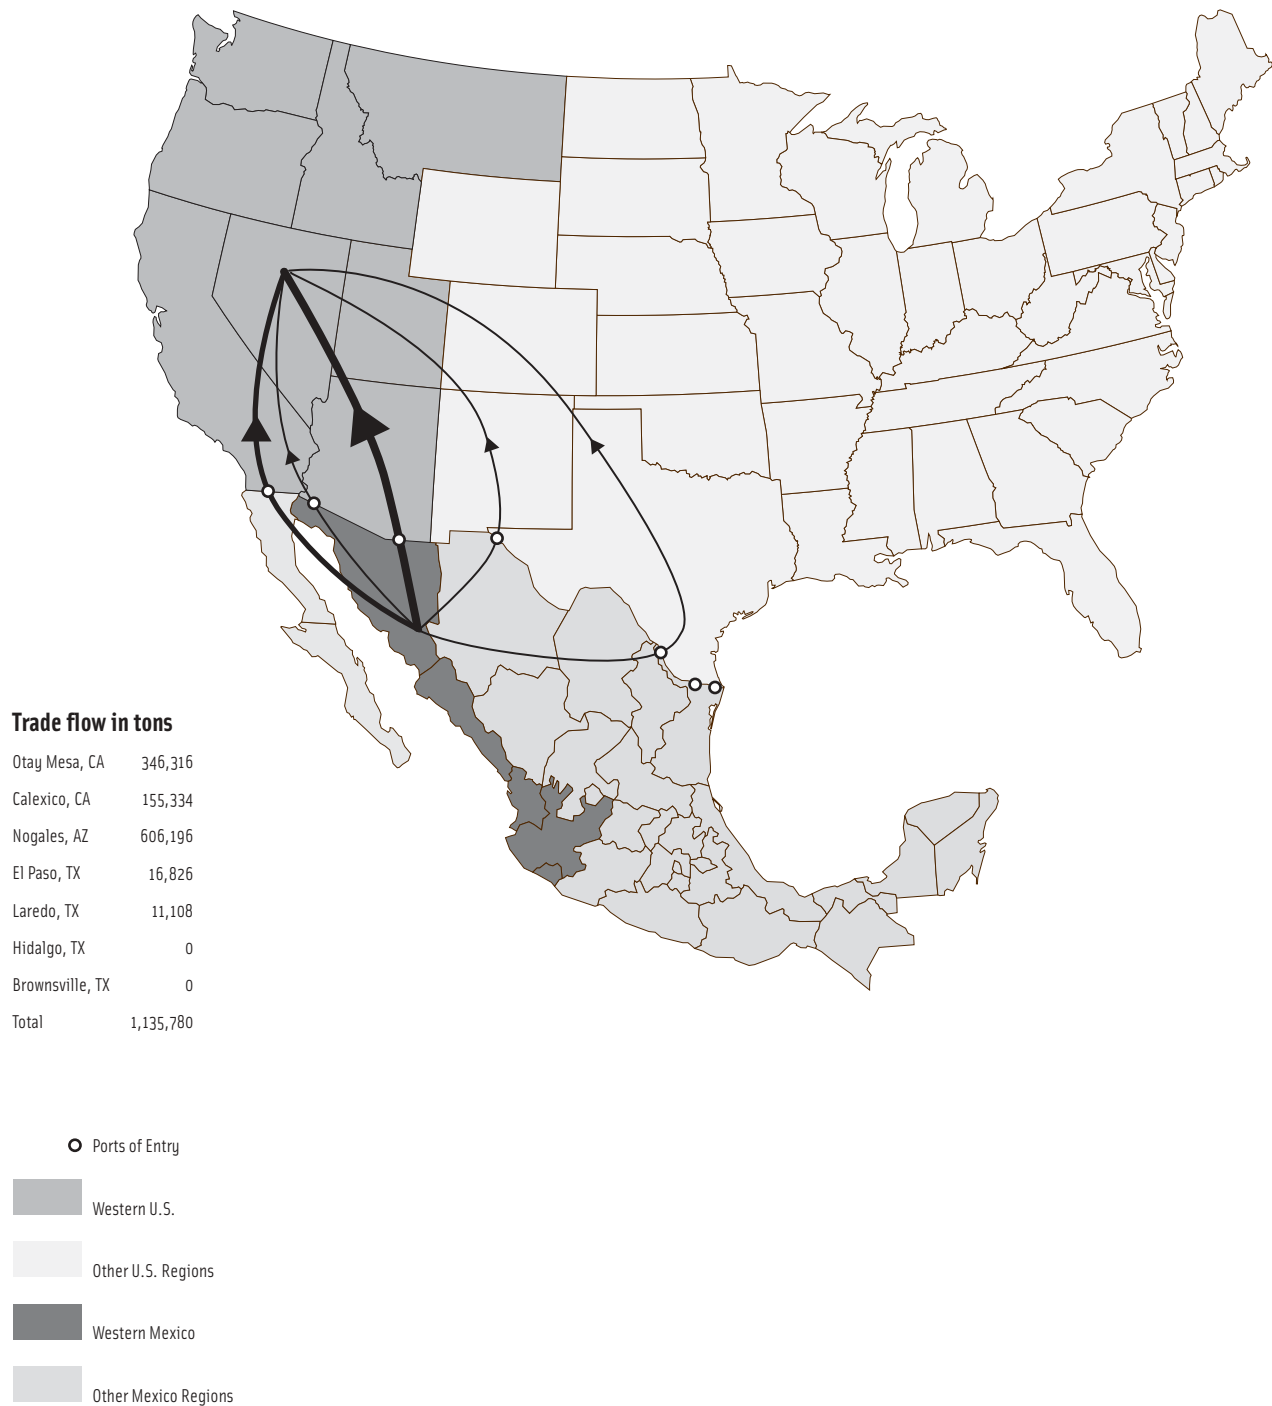 Trade flow in tons
Otay Mesa, CA 346,316
Calexico, CA 155,334
Nogales, AZ 606,196
El Paso, TX 16,826
Laredo, TX 11,108
Hidalgo, TX 0
Brownsville, TX 0
Total 1,135,780
Ports of Entry
Western U.S.
Other U.S. Regions
Western Mexico
Other Mexico Regions